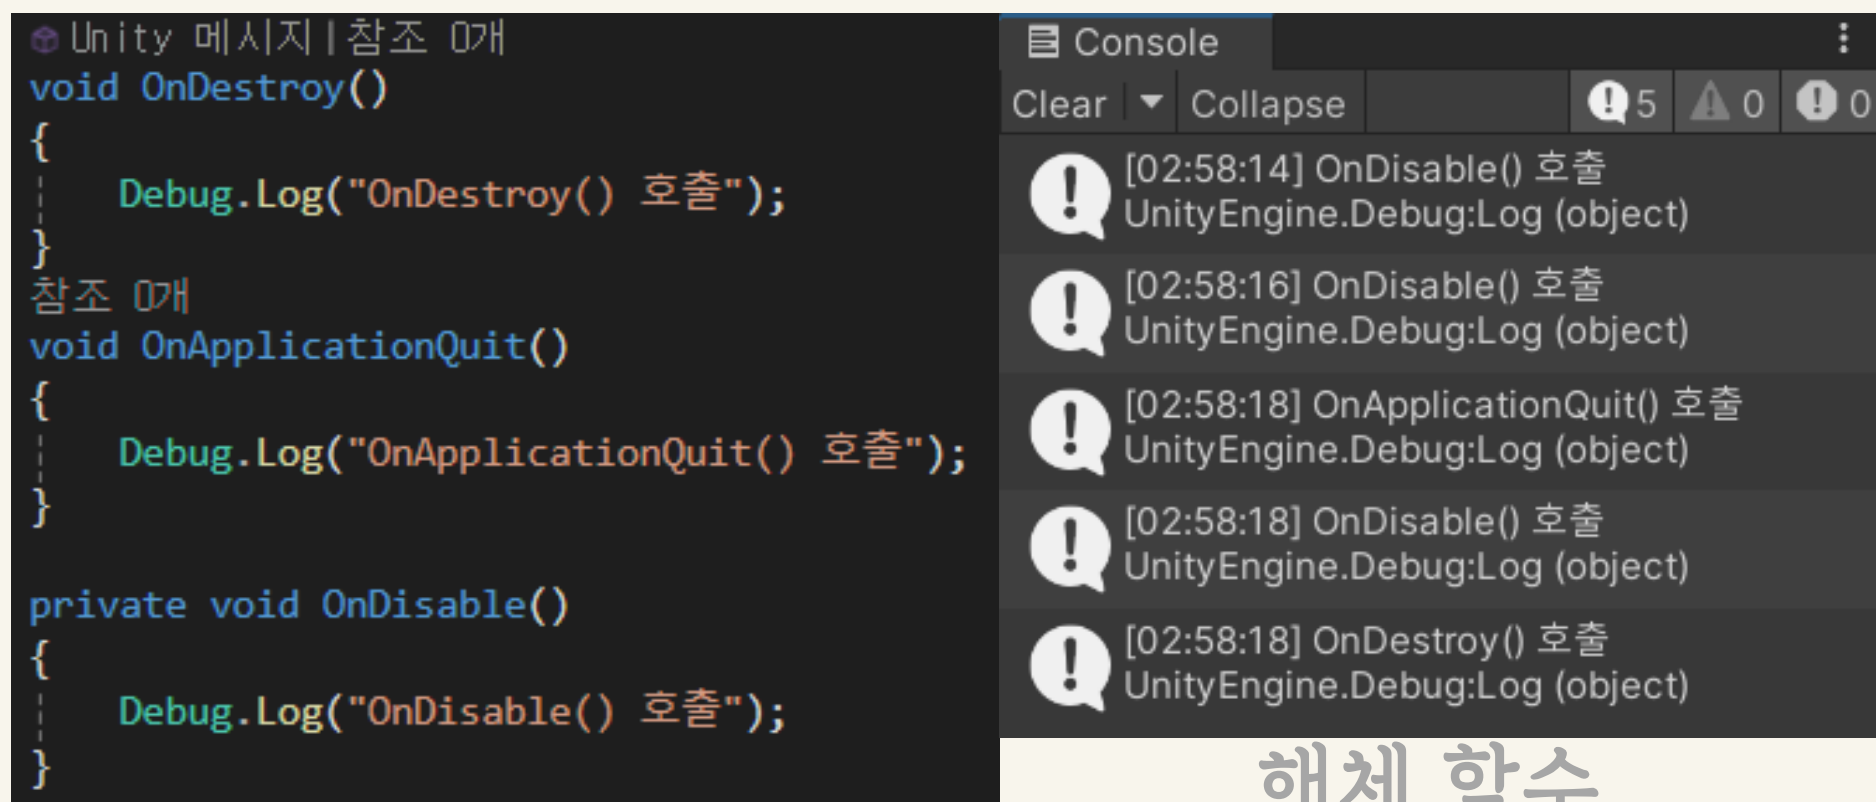 Unity 메시지|참조 0개
void OnDestroy()
{
Debug.Log("OnDestroy() 호출");
}
참조 0개
void OnApplicationQuit()
{
Debug.Log("OnApplicationQuit() 호출");
}
private void OnDisable()
{
Debug.Log("OnDisable() 호출");
}
Console
Clear Collapse 5 0 0
[02:58:14] OnDisable() 호출
UnityEngine.Debug:Log (object)
[02:58:16] OnDisable() 호출
UnityEngine.Debug:Log (object)
[02:58:18] OnApplicationQuit() 호출
UnityEngine.Debug:Log (object)
[02:58:18] OnDisable() 호출
UnityEngine.Debug:Log (object)
[02:58:18] OnDestroy() 호출
UnityEngine.Debug:Log (object)
해체 함수